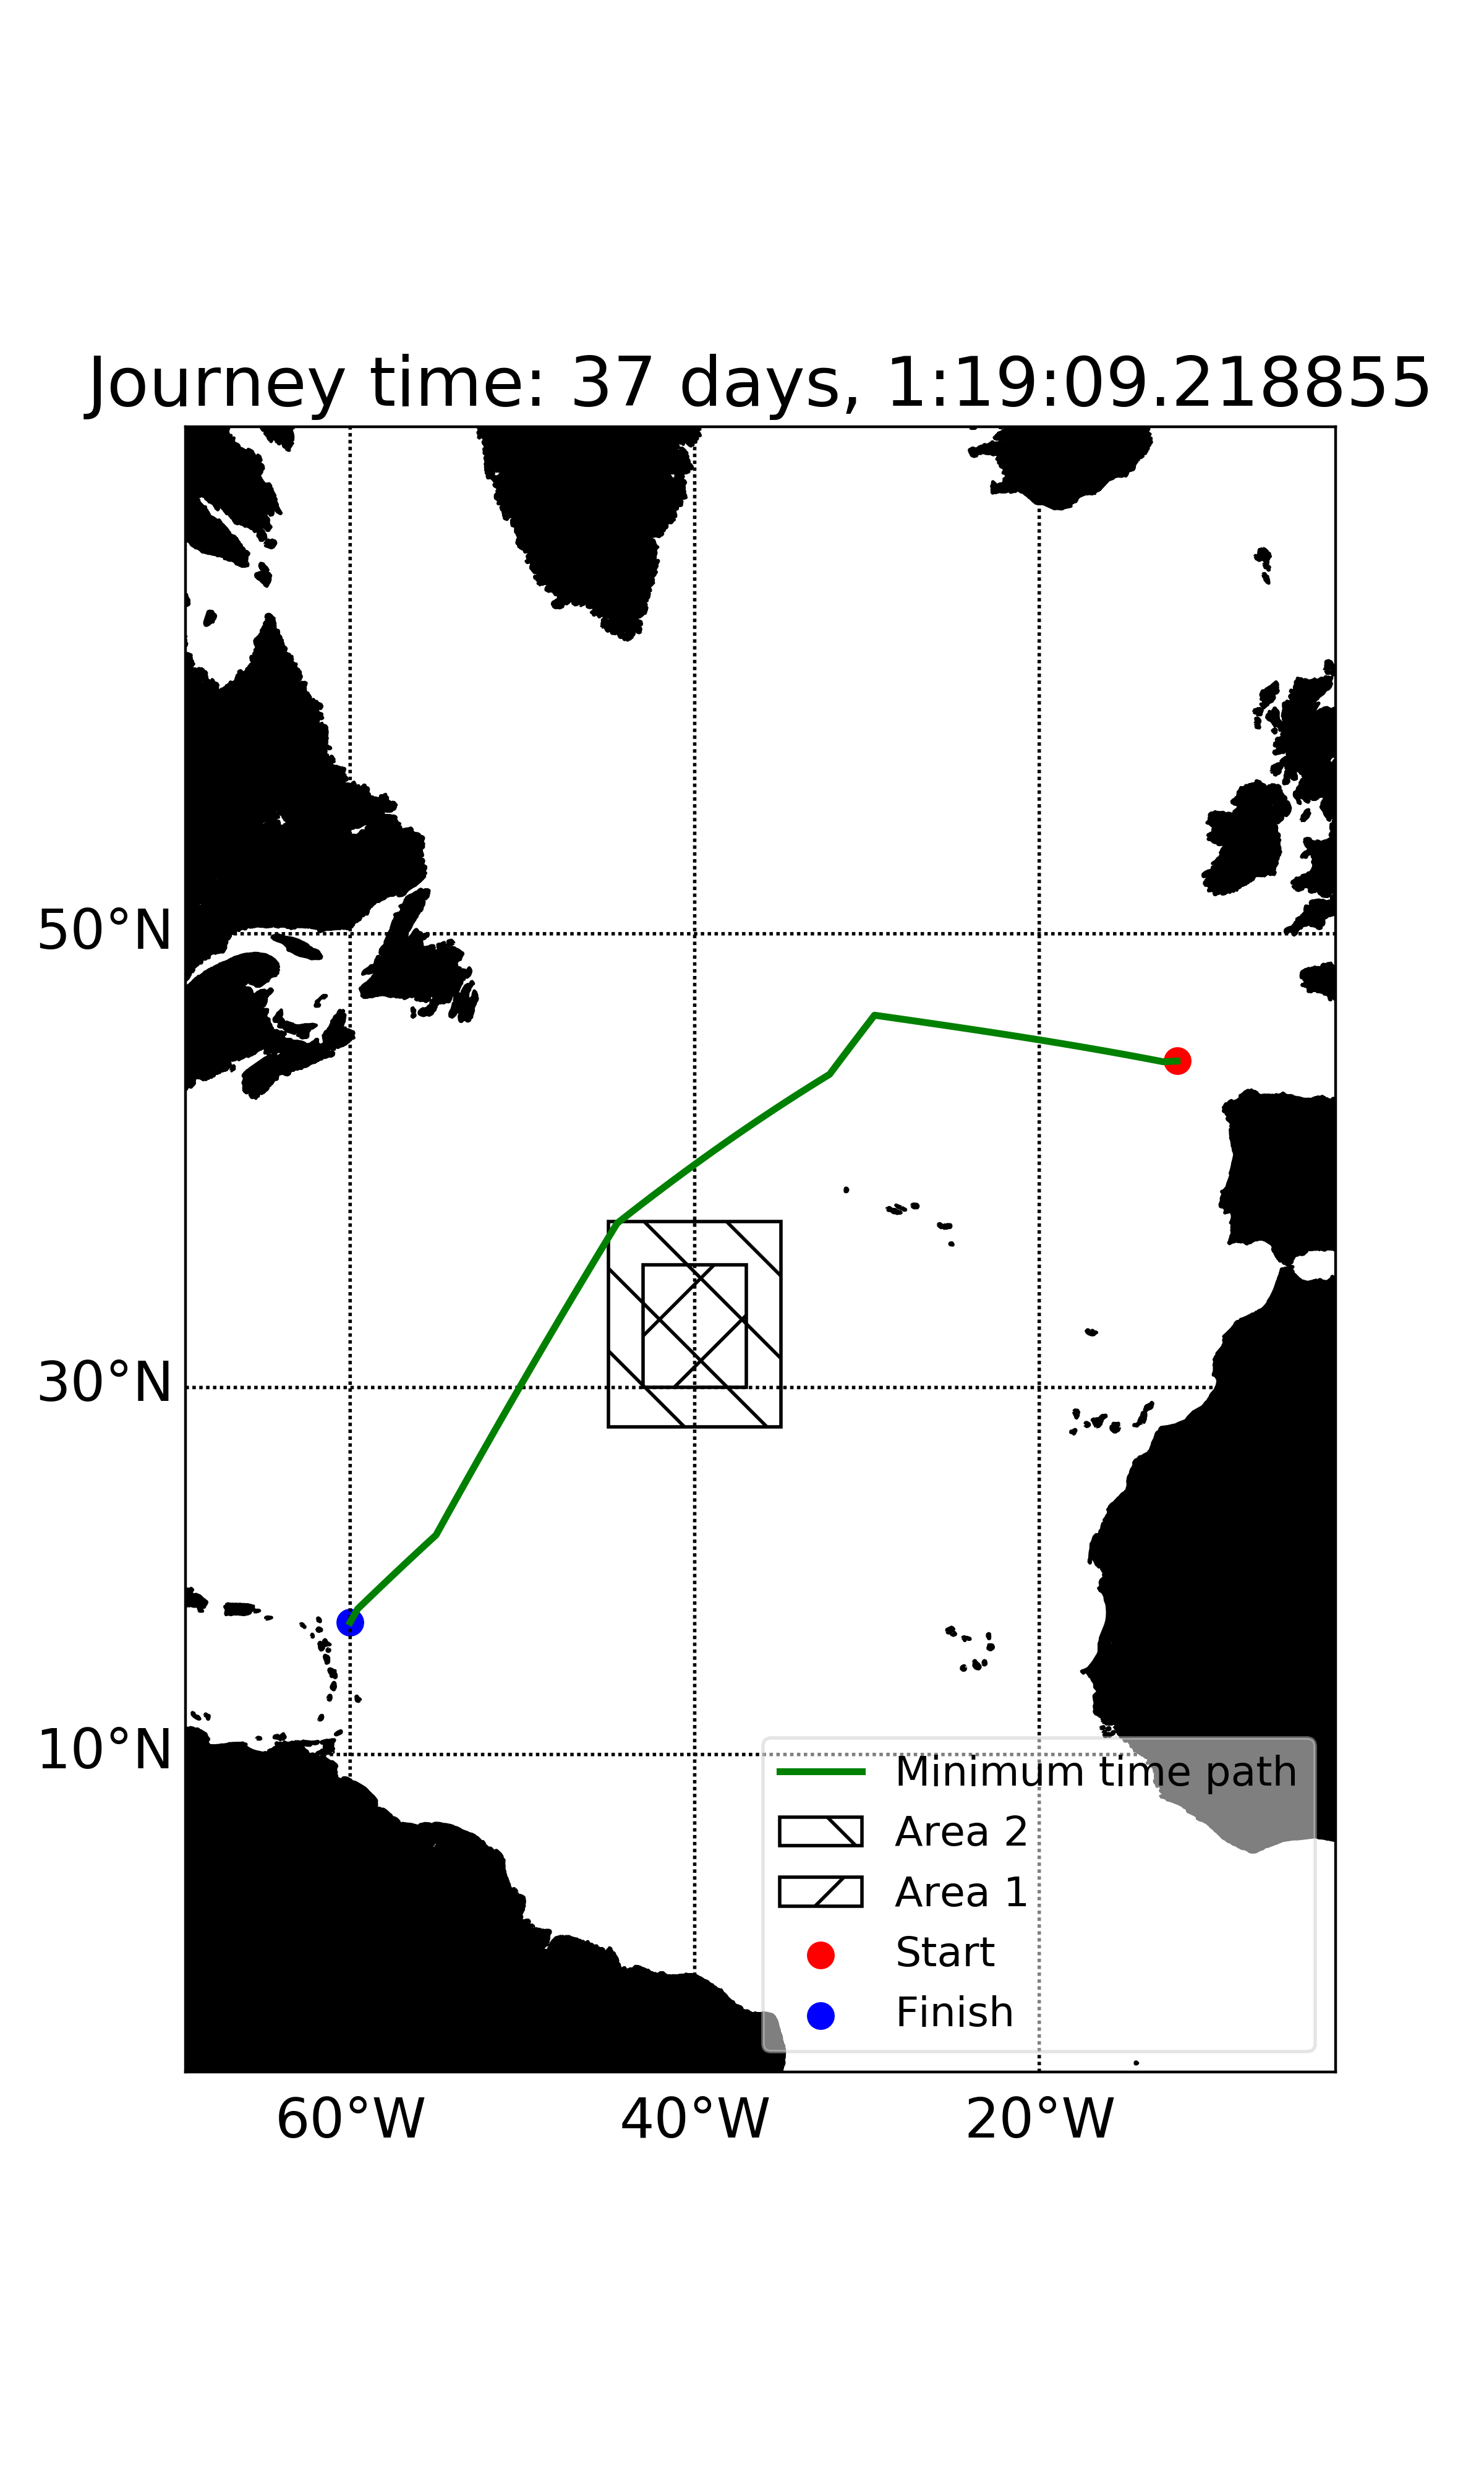 Journey time: 37 days, 1:19:09.218855
50°N
30°N
10°N
Minimum time path
Area 2
Area 1
Start
Finish
60°W
40°W
20°W